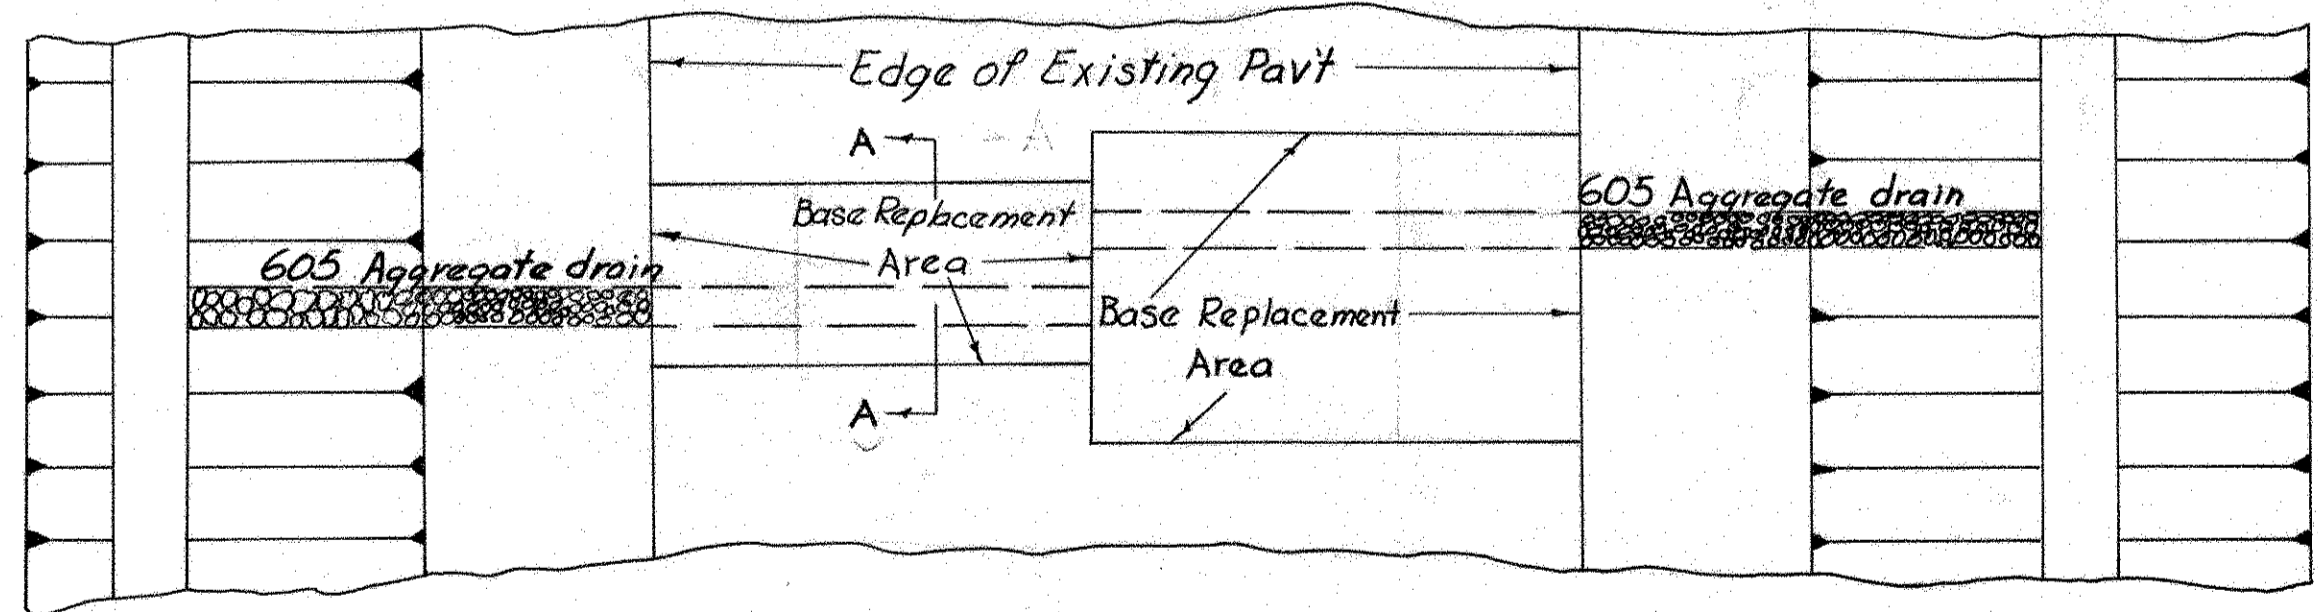 Edge of Existing Pav't
A
605 Aggregate drain
Base Replacement
Area
605 Aggregate drain
Base Replacement
Area
A